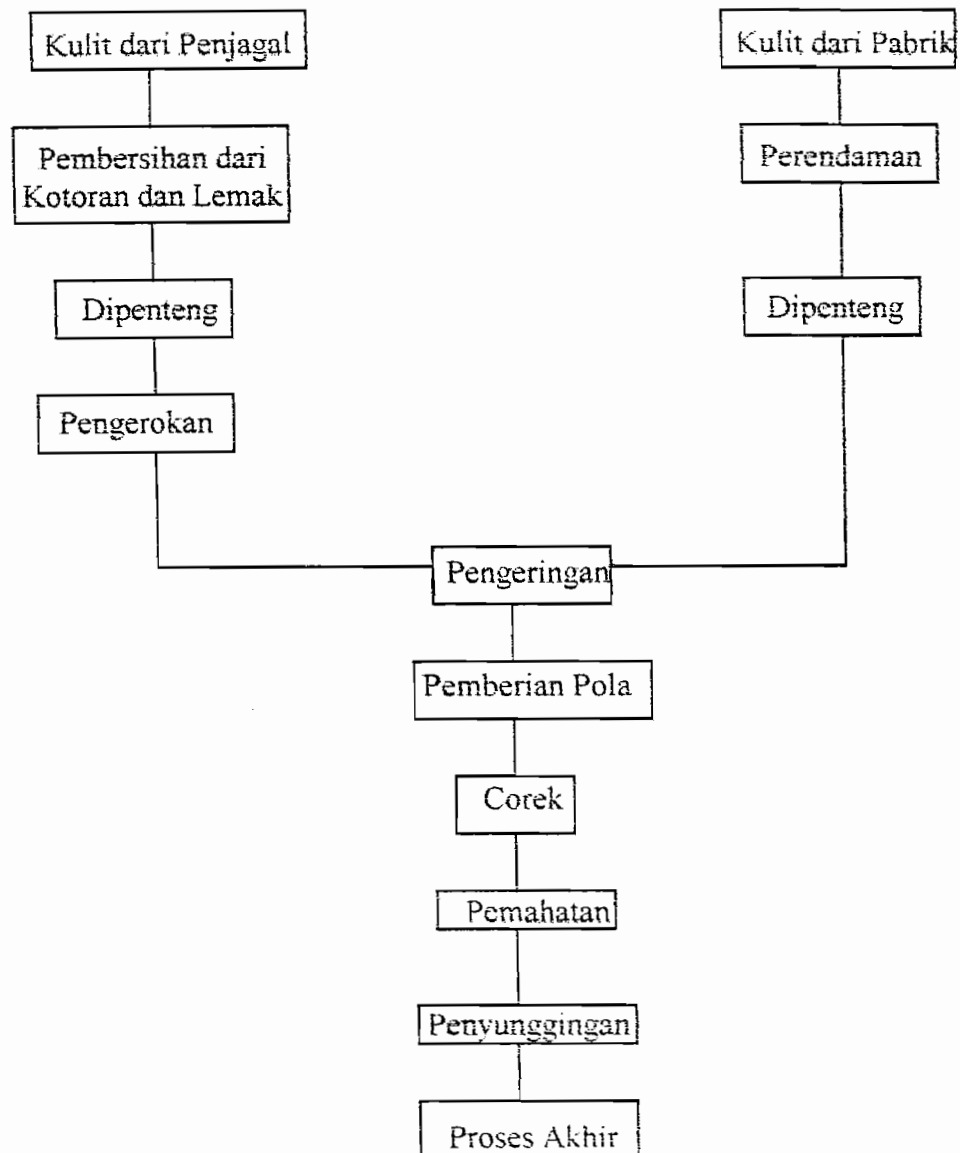 Kulit dari Penjagal
Kulit dari Pabrik
Pembersihan dari
Kotoran dan Lemak
Perendaman
Dipenteng
Dipenteng
Pengerokan
Pengeringan
Pemberian Pola
Corek
Pemahatan
Penyunggingan
Proses Akhir